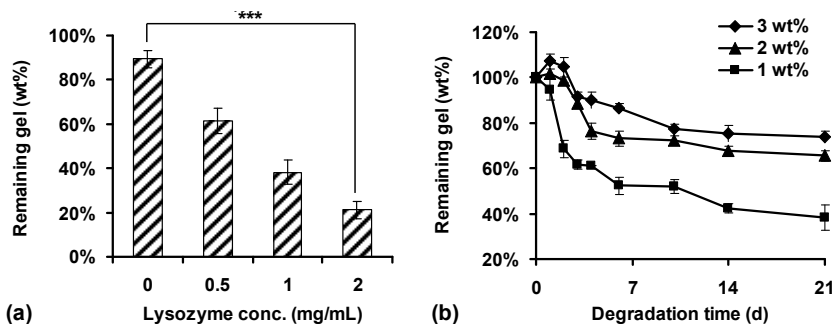 ***
100%
80%
60%
40%
20%
0%
Remaining gel (wt%)
0 0.5 1 2
Lysozyme conc. (mg/mL)
(a)
120%
100%
80%
60%
40%
20%
Remaining gel (wt%)
3 wt%
2 wt%
1 wt%
0 7 14 21
Degradation time (d)
(b)